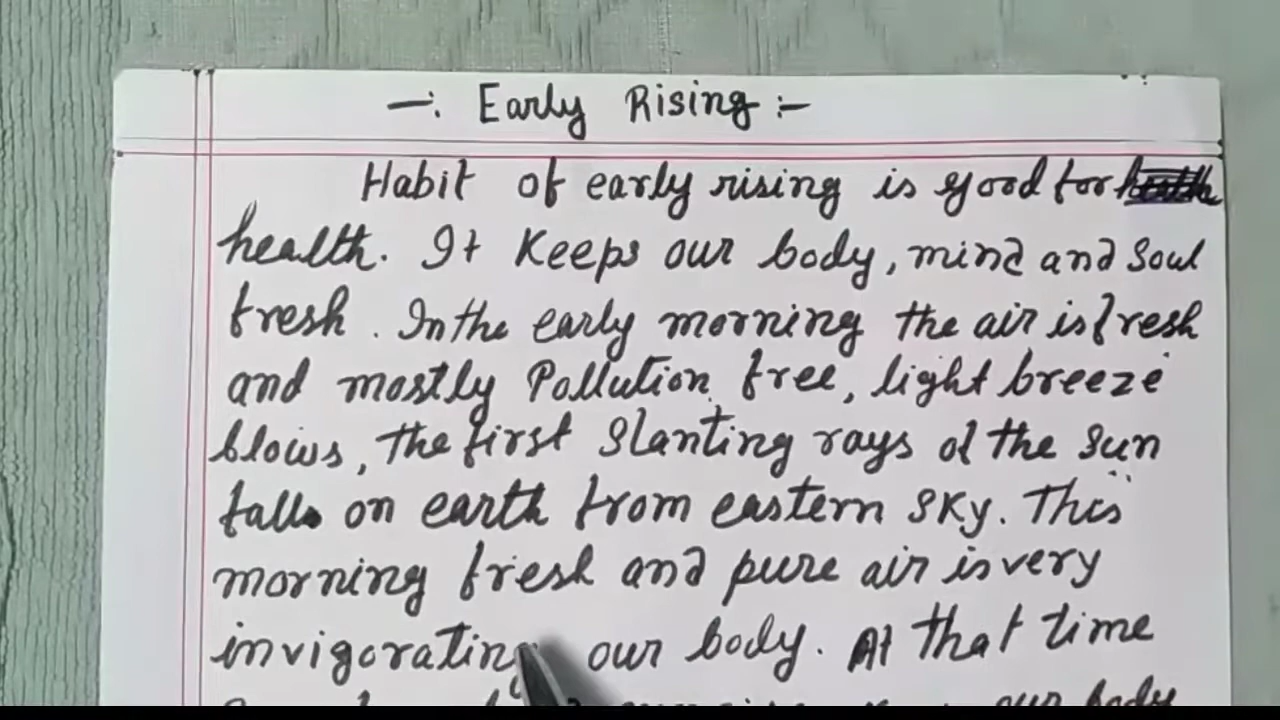 —: Early Rising :—
Habit of early rising is good for
health. It Keeps our body, mind and Soul
fresh. In the early morning the air is fresh
and mostly Pollution free, light breeze
blows, the first Slanting rays of the Sun
falls on earth from eastern Sky. This
morning fresh and pure air is very
invigorating our body. At that time
our body